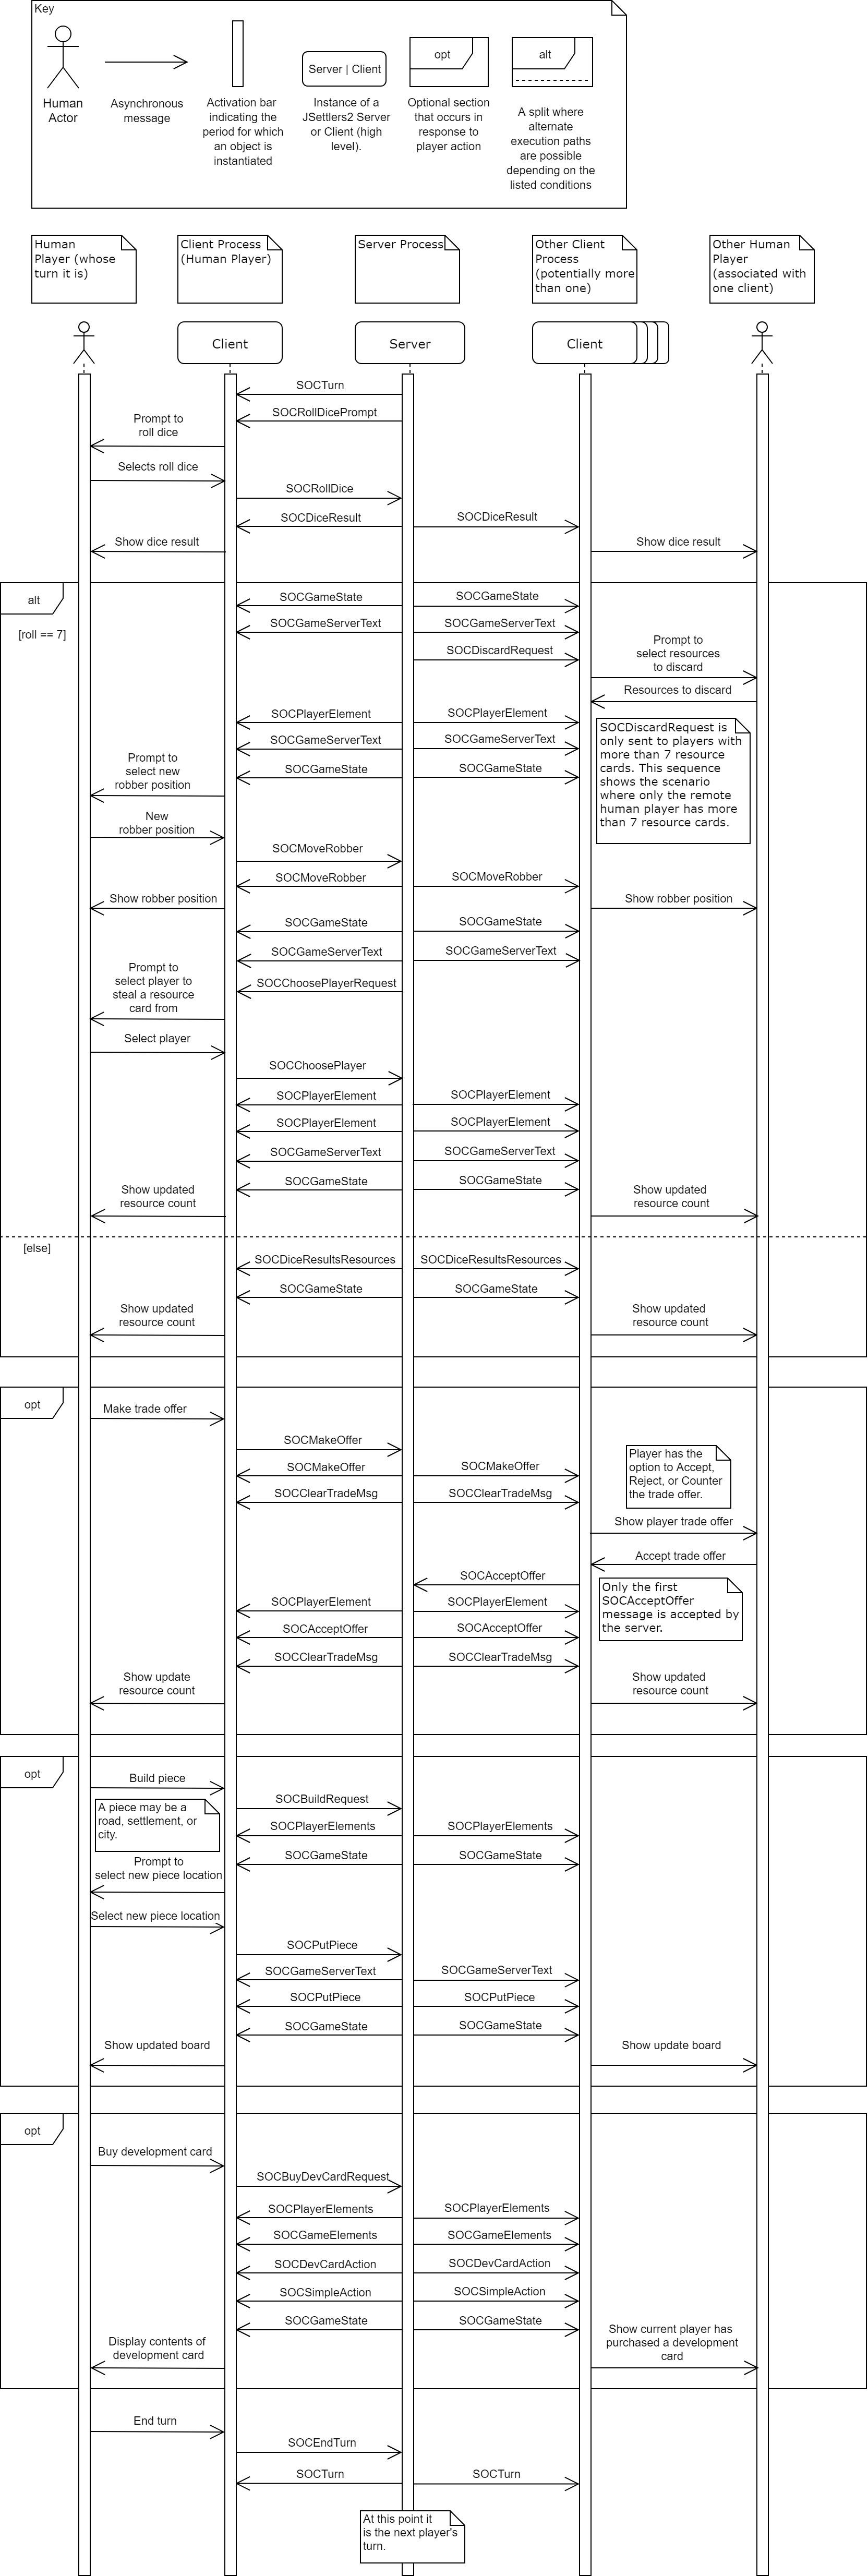 Key
opt
alt
Server | Client
Human
Actor
Asynchronous
message
Activation bar
indicating the
period for which
an object is
instantiated
Instance of a
JSettlers2 Server
or Client (high
level).
Optional section
that occurs in
response to
player action
A split where
alternate
execution paths
are possible
depending on the
listed conditions
Human
Player (whose
turn it is)
Client Process
(Human Player)
Server Process
Other Client
Process
(potentially more
than one)
Other Human
Player
(associated with
one client)
Client
Server
Client
SOCTurn
SOCRollDicePrompt
Prompt to
roll dice
Selects roll dice
SOCRollDice
SOCDiceResult
SOCDiceResult
Show dice result
Show dice result
alt
[roll == 7]
SOCGameState
SOCGameState
SOCGameServerText
SOCGameServerText
SOCDiscardRequest
Prompt to
select resources
to discard
Resources to discard
SOCPlayerElement
SOCPlayerElement
SOCDiscardRequest is
only sent to players with
more than 7 resource
cards. This sequence
shows the scenario
where only the remote
human player has more
than 7 resource cards.
SOCGameServerText
SOCGameServerText
SOCGameState
SOCGameState
Prompt to
select new
robber position
New
robber position
SOCMoveRobber
SOCMoveRobber
SOCMoveRobber
Show robber position
Show robber position
SOCGameState
SOCGameState
SOCGameServerText
SOCGameServerText
SOCChoosePlayerRequest
Prompt to
select player to
steal a resource
card from
Select player
SOCChoosePlayer
SOCPlayerElement
SOCPlayerElement
SOCPlayerElement
SOCPlayerElement
SOCGameServerText
SOCGameServerText
SOCGameState
SOCGameState
Show updated
resource count
Show updated
resource count
[else]
SOCDiceResultsResources
SOCDiceResultsResources
SOCGameState
SOCGameState
Show updated
resource count
Show updated
resource count
opt
Make trade offer
SOCMakeOffer
SOCMakeOffer
SOCMakeOffer
SOCClearTradeMsg
SOCClearTradeMsg
Player has the
option to Accept,
Reject, or Counter
the trade offer.
Show player trade offer
Accept trade offer
SOCAcceptOffer
Only the first
SOCAcceptOffer
message is accepted by
the server.
SOCPlayerElement
SOCPlayerElement
SOCAcceptOffer
SOCAcceptOffer
SOCClearTradeMsg
SOCClearTradeMsg
Show update
resource count
Show updated
resource count
opt
Build piece
SOCBuildRequest
A piece may be a
road, settlement, or
city.
SOCPlayerElements
SOCPlayerElements
SOCGameState
SOCGameState
Prompt to
select new piece location
Select new piece location
SOCPutPiece
SOCGameServerText
SOCGameServerText
SOCPutPiece
SOCPutPiece
SOCGameState
SOCGameState
Show updated board
Show update board
opt
Buy development card
SOCBuyDevCardRequest
SOCPlayerElements
SOCPlayerElements
SOCGameElements
SOCGameElements
SOCDevCardAction
SOCDevCardAction
SOCSimpleAction
SOCSimpleAction
SOCGameState
SOCGameState
Display contents of
development card
Show current player has
purchased a development
card
End turn
SOCEndTurn
SOCTurn
SOCTurn
At this point it
is the next player's
turn.